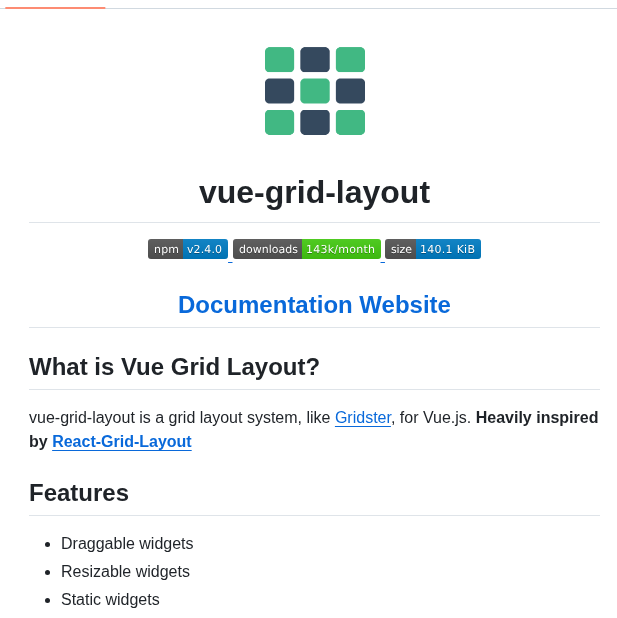 vue-grid-layout
npm v2.4.0 downloads 143k/month size 140.1 KiB
Documentation Website
What is Vue Grid Layout?
vue-grid-layout is a grid layout system, like Gridster, for Vue.js. Heavily inspired
by React-Grid-Layout
Features
• Draggable widgets
• Resizable widgets
• Static widgets